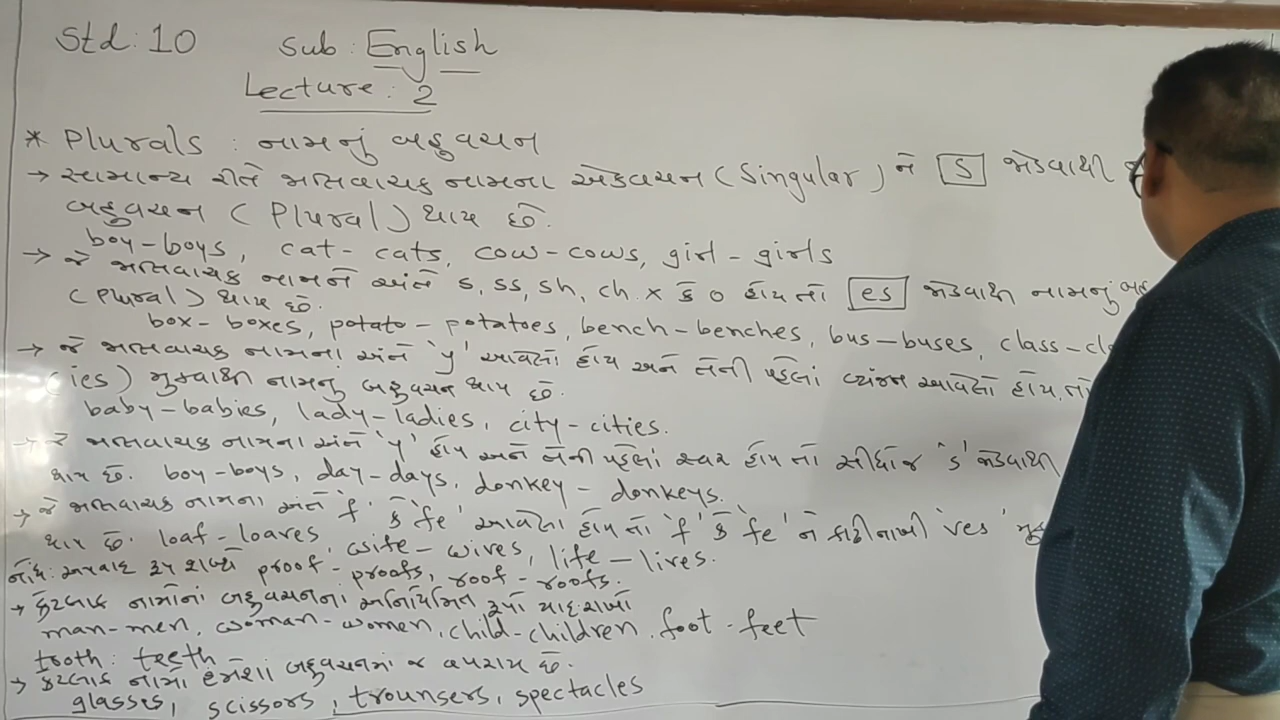 Std: 10 Sub: English
Lecture: 2
* Plurals : નામનું બહુવચન
→ સામાન્ય રીતે જાતિવાચક નામના એકવચન (Singular) ને [S] જોડવાથી
બહુવચન (Plural) થાય છે.
boy-boys, cat-cats, cow-cows, girl-girls
→ જે જાતિવાચક નામને અંતે s, ss, sh, ch, x કે o હોય તો [es] જોડવાથી નામનું
(Plural) થાય છે.
box-boxes, potato-potatoes, bench-benches, bus-buses, class-
→ જે જાતિવાચક નામના અંતે 'y' આવેલો હોય અને તેની પહેલાં વ્યંજન આવેલો હોય તો
(ies) મુકવાથી નામનું બહુવચન થાય છે.
baby-babies, lady-ladies, city-cities.
→ જે જાતિવાચક નામના અંતે 'y' હોય અને તેની પહેલાં સ્વર હોય તો સીધોજ 's' જોડવાથી
થાય છે. boy-boys, day-days, donkey-donkeys.
→ જે જાતિવાચક નામના અંતે 'f' કે 'fe' આવેલો હોય તો 'f' કે 'fe' ને કાઢીનાખી 'ves'
થાય છે. loaf-loaves, wife-wives, life-lives.
નોંધ: અપવાદ રૂપ શબ્દો proof-proofs, roof-roofs.
→ કેટલાક નામોનાં બહુવચનના અનિયમિત રૂપો યાદ રાખો
man-men, woman-women, child-children, foot-feet
tooth: teeth
→ કેટલાક નામો હંમેશા બહુવચનમાં જ વપરાય છે.
glasses, scissors, trounsers, spectacles